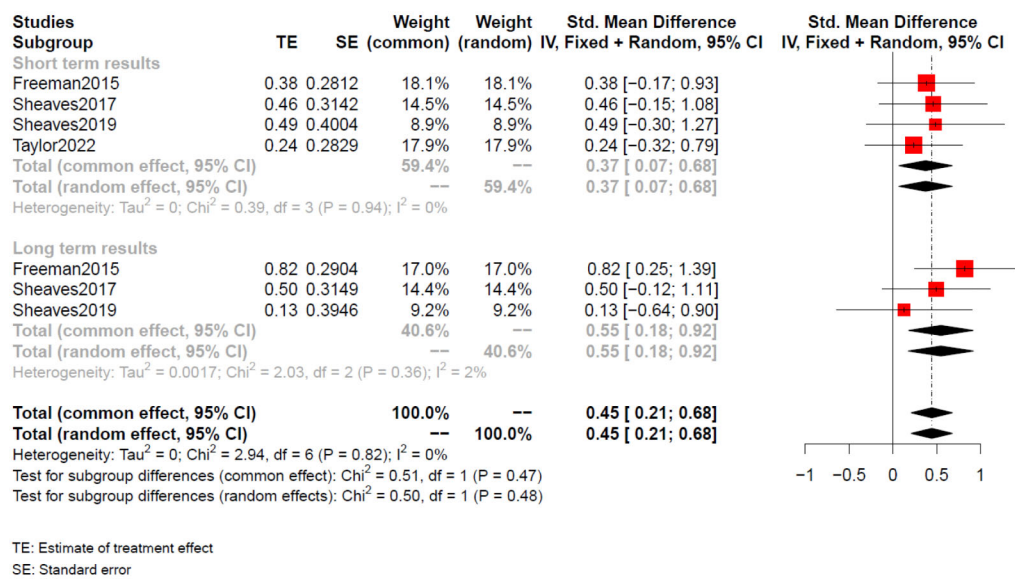 Studies Weight Weight Std. Mean Difference Std. Mean Difference
Subgroup TE SE (common) (random) IV, Fixed + Random, 95% CI IV, Fixed + Random, 95% CI
Short term results
Freeman2015 0.38 0.2812 18.1% 18.1% 0.38 [−0.17; 0.93]
Sheaves2017 0.46 0.3142 14.5% 14.5% 0.46 [−0.15; 1.08]
Sheaves2019 0.49 0.4004 8.9% 8.9% 0.49 [−0.30; 1.27]
Taylor2022 0.24 0.2829 17.9% 17.9% 0.24 [−0.32; 0.79]
Total (common effect, 95% CI) 59.4% −− 0.37 [ 0.07; 0.68]
Total (random effect, 95% CI) −− 59.4% 0.37 [ 0.07; 0.68]
Heterogeneity: Tau² = 0; Chi² = 0.39, df = 3 (P = 0.94); I² = 0%
Long term results
Freeman2015 0.82 0.2904 17.0% 17.0% 0.82 [ 0.25; 1.39]
Sheaves2017 0.50 0.3149 14.4% 14.4% 0.50 [−0.12; 1.11]
Sheaves2019 0.13 0.3946 9.2% 9.2% 0.13 [−0.64; 0.90]
Total (common effect, 95% CI) 40.6% −− 0.55 [ 0.18; 0.92]
Total (random effect, 95% CI) −− 40.6% 0.55 [ 0.18; 0.92]
Heterogeneity: Tau² = 0.0017; Chi² = 2.03, df = 2 (P = 0.36); I² = 2%
Total (common effect, 95% CI) 100.0% −− 0.45 [ 0.21; 0.68]
Total (random effect, 95% CI) −− 100.0% 0.45 [ 0.21; 0.68]
Heterogeneity: Tau² = 0; Chi² = 2.94, df = 6 (P = 0.82); I² = 0%
Test for subgroup differences (common effect): Chi² = 0.51, df = 1 (P = 0.47)
Test for subgroup differences (random effects): Chi² = 0.50, df = 1 (P = 0.48)
−1 −0.5 0 0.5 1
TE: Estimate of treatment effect
SE: Standard error